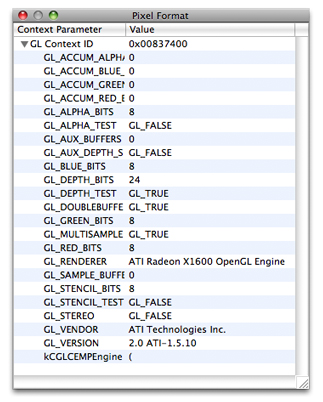 Pixel Format
Context Parameter Value
GL Context ID 0x00837400
GL_ACCUM_ALPHA 0
GL_ACCUM_BLUE_ 0
GL_ACCUM_GREEN 0
GL_ACCUM_RED_B 0
GL_ALPHA_BITS 8
GL_ALPHA_TEST GL_FALSE
GL_AUX_BUFFERS 0
GL_AUX_DEPTH_S GL_FALSE
GL_BLUE_BITS 8
GL_DEPTH_BITS 24
GL_DEPTH_TEST GL_TRUE
GL_DOUBLEBUFFE GL_TRUE
GL_GREEN_BITS 8
GL_MULTISAMPLE GL_TRUE
GL_RED_BITS 8
GL_RENDERER ATI Radeon X1600 OpenGL Engine
GL_SAMPLE_BUFFE 0
GL_STENCIL_BITS 8
GL_STENCIL_TEST GL_FALSE
GL_STEREO GL_FALSE
GL_VENDOR ATI Technologies Inc.
GL_VERSION 2.0 ATI-1.5.10
kCGLCEMPEngine (